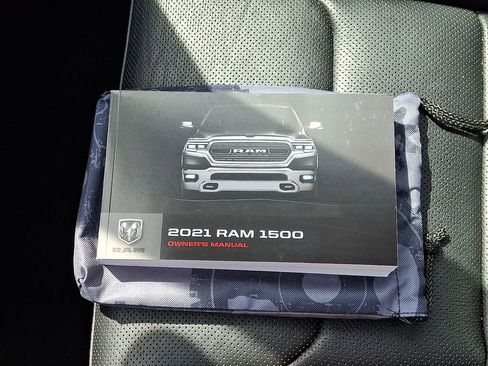 RAM
2021 RAM 1500
OWNER'S MANUAL
RAM